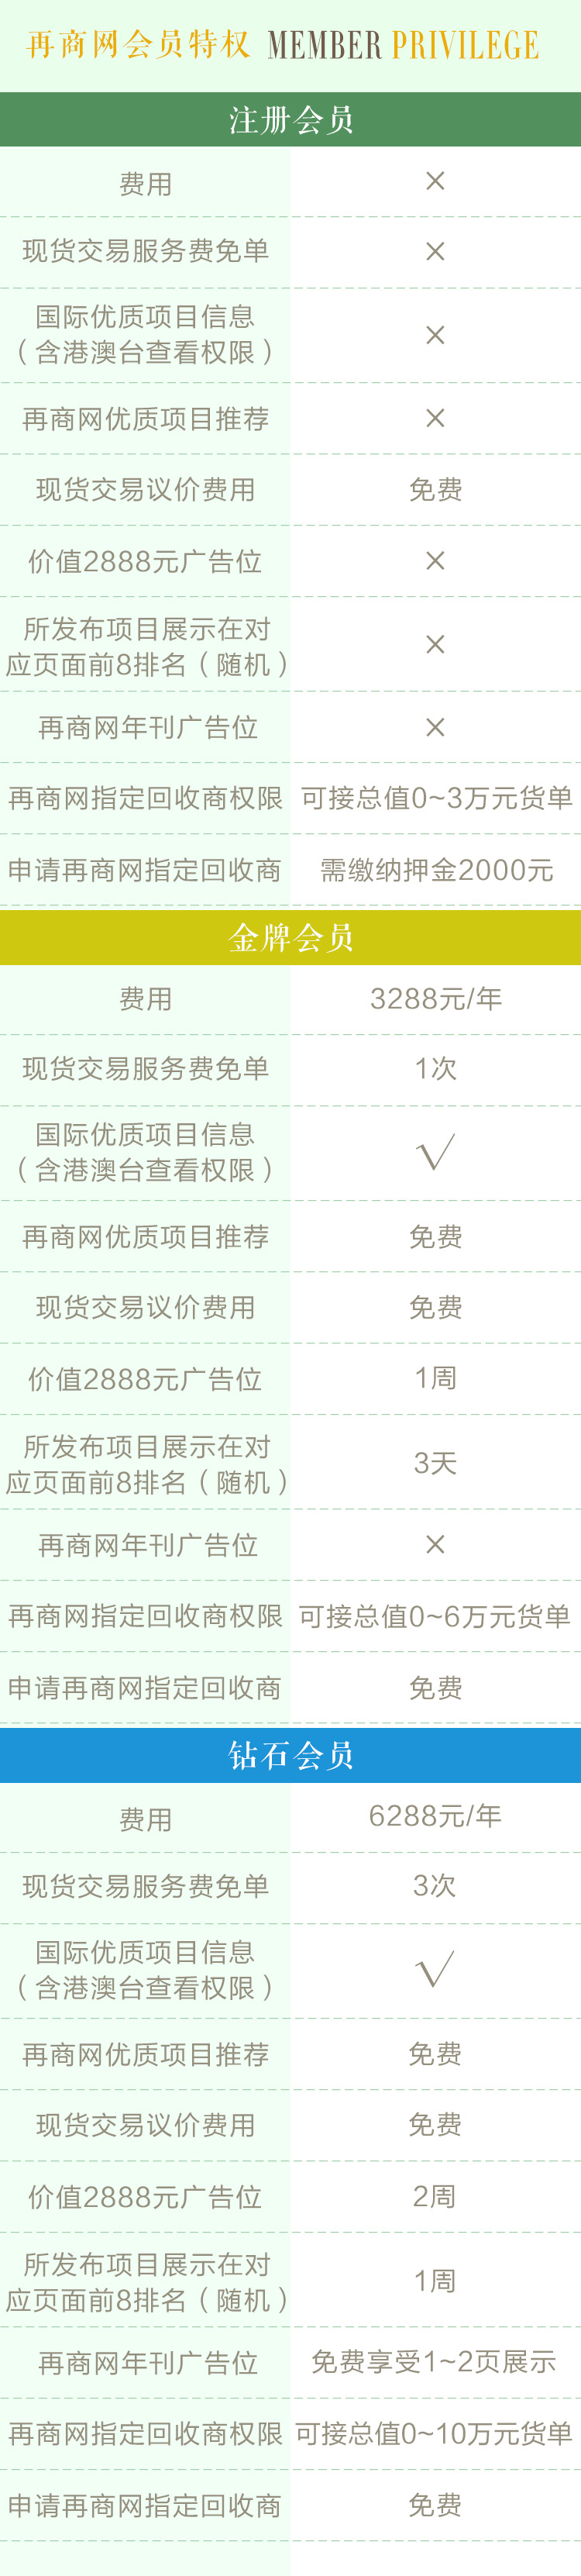 再商网会员特权 MEMBER PRIVILEGE
注册会员
费用 ×
现货交易服务费免单 ×
国际优质项目信息
（含港澳台查看权限） ×
再商网优质项目推荐 ×
现货交易议价费用 免费
价值2888元广告位 ×
所发布项目展示在对
应页面前8排名（随机） ×
再商网年刊广告位 ×
再商网指定回收商权限 可接总值0~3万元货单
申请再商网指定回收商 需缴纳押金2000元
金牌会员
费用 3288元/年
现货交易服务费免单 1次
国际优质项目信息
（含港澳台查看权限） √
再商网优质项目推荐 免费
现货交易议价费用 免费
价值2888元广告位 1周
所发布项目展示在对
应页面前8排名（随机） 3天
再商网年刊广告位 ×
再商网指定回收商权限 可接总值0~6万元货单
申请再商网指定回收商 免费
钻石会员
费用 6288元/年
现货交易服务费免单 3次
国际优质项目信息
（含港澳台查看权限） √
再商网优质项目推荐 免费
现货交易议价费用 免费
价值2888元广告位 2周
所发布项目展示在对
应页面前8排名（随机） 1周
再商网年刊广告位 免费享受1~2页展示
再商网指定回收商权限 可接总值0~10万元货单
申请再商网指定回收商 免费